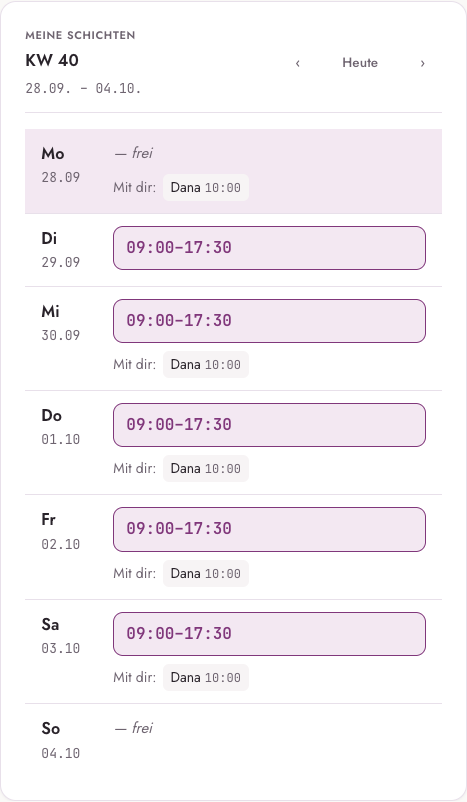 MEINE SCHICHTEN
KW 40
‹ Heute ›
28.09. – 04.10.
Mo — frei
28.09 Mit dir: Dana 10:00
Di 09:00–17:30
29.09
Mi 09:00–17:30
30.09
Mit dir: Dana 10:00
Do 09:00–17:30
01.10
Mit dir: Dana 10:00
Fr 09:00–17:30
02.10
Mit dir: Dana 10:00
Sa 09:00–17:30
03.10
Mit dir: Dana 10:00
So — frei
04.10